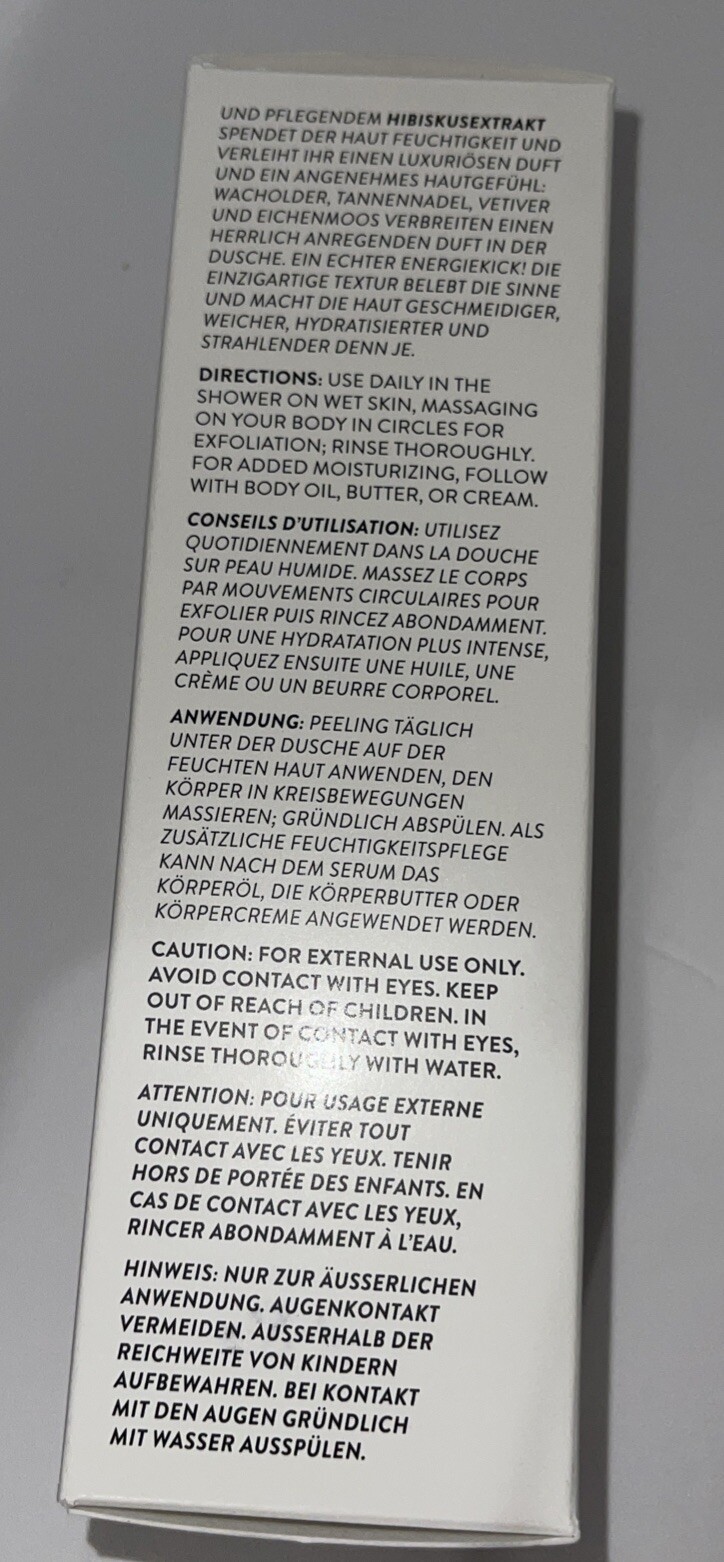 UND PFLEGENDEM HIBISKUSEXTRAKT
SPENDET DER HAUT FEUCHTIGKEIT UND
VERLEIHT IHR EINEN LUXURIÖSEN DUFT
UND EIN ANGENEHMES HAUTGEFÜHL:
WACHOLDER, TANNENNADEL, VETIVER
UND EICHENMOOS VERBREITEN EINEN
HERRLICH ANREGENDEN DUFT IN DER
DUSCHE. EIN ECHTER ENERGIEKICK! DIE
EINZIGARTIGE TEXTUR BELEBT DIE SINNE
UND MACHT DIE HAUT GESCHMEIDIGER,
WEICHER, HYDRATISIERTER UND
STRAHLENDER DENN JE.
DIRECTIONS: USE DAILY IN THE
SHOWER ON WET SKIN, MASSAGING
ON YOUR BODY IN CIRCLES FOR
EXFOLIATION; RINSE THOROUGHLY.
FOR ADDED MOISTURIZING, FOLLOW
WITH BODY OIL, BUTTER, OR CREAM.
CONSEILS D'UTILISATION: UTILISEZ
QUOTIDIENNEMENT DANS LA DOUCHE
SUR PEAU HUMIDE. MASSEZ LE CORPS
PAR MOUVEMENTS CIRCULAIRES POUR
EXFOLIER PUIS RINCEZ ABONDAMMENT.
POUR UNE HYDRATATION PLUS INTENSE,
APPLIQUEZ ENSUITE UNE HUILE, UNE
CRÈME OU UN BEURRE CORPOREL.
ANWENDUNG: PEELING TÄGLICH
UNTER DER DUSCHE AUF DER
FEUCHTEN HAUT ANWENDEN, DEN
KÖRPER IN KREISBEWEGUNGEN
MASSIEREN; GRÜNDLICH ABSPÜLEN. ALS
ZUSÄTZLICHE FEUCHTIGKEITSPFLEGE
KANN NACH DEM SERUM DAS
KÖRPERÖL, DIE KÖRPERBUTTER ODER
KÖRPERCREME ANGEWENDET WERDEN.
CAUTION: FOR EXTERNAL USE ONLY.
AVOID CONTACT WITH EYES. KEEP
OUT OF REACH OF CHILDREN. IN
THE EVENT OF CONTACT WITH EYES,
RINSE THOROUGHLY WITH WATER.
ATTENTION: POUR USAGE EXTERNE
UNIQUEMENT. ÉVITER TOUT
CONTACT AVEC LES YEUX. TENIR
HORS DE PORTÉE DES ENFANTS. EN
CAS DE CONTACT AVEC LES YEUX,
RINCER ABONDAMMENT À L'EAU.
HINWEIS: NUR ZUR ÄUSSERLICHEN
ANWENDUNG. AUGENKONTAKT
VERMEIDEN. AUSSERHALB DER
REICHWEITE VON KINDERN
AUFBEWAHREN. BEI KONTAKT
MIT DEN AUGEN GRÜNDLICH
MIT WASSER AUSSPÜLEN.